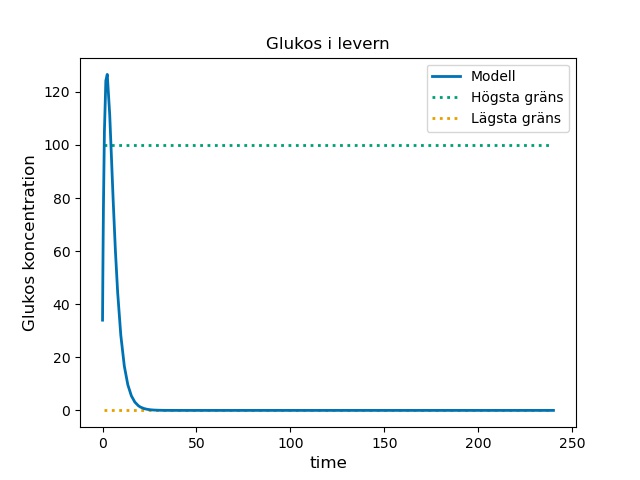 Glukos i levern
Modell
Högsta gräns
Lägsta gräns
Glukos koncentration
120
100
80
60
40
20
0
0 50 100 150 200 250
time